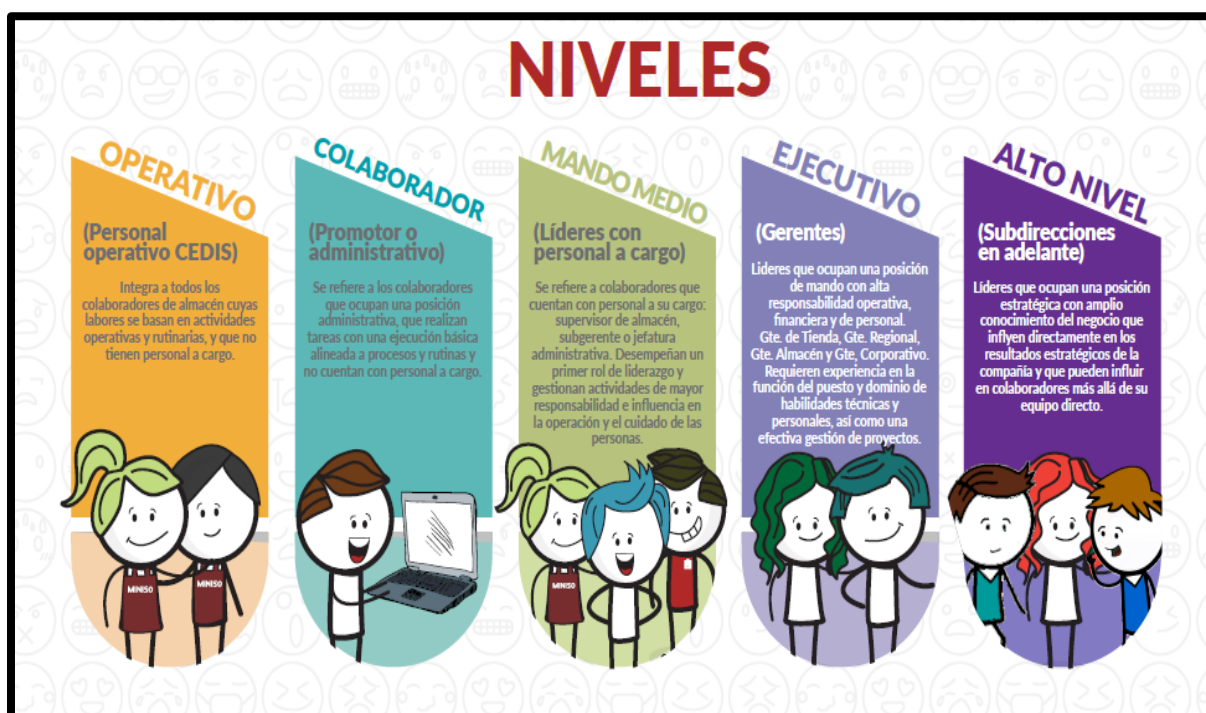 NIVELES
OPERATIVO
(Personal
operativo CEDIS)
Integra a todos los
colaboradores de almacén cuyas
labores se basan en actividades
operativas y rutinarias, y que no
tienen personal a cargo.
MINISO
MINISO
COLABORADOR
(Promotor o
administrativo)
Se refiere a los colaboradores
que ocupan una posición
administrativa, que realizan
tareas con una ejecución básica
alineada a procesos y rutinas y
no cuentan con personal a cargo.
MANDO MEDIO
(Líderes con
personal a cargo)
Se refiere a colaboradores que
cuentan con personal a su cargo:
supervisor de almacén,
subgerente o jefatura
administrativa. Desempeñan un
primer rol de liderazgo y
gestionan actividades de mayor
responsabilidad e influencia en
la operación y el cuidado de las
personas.
MINISO
EJECUTIVO
(Gerentes)
Lideres que ocupan una posición
de mando con alta
responsabilidad operativa,
financiera y de personal.
Gte. de Tienda, Gte. Regional,
Gte. Almacén y Gte, Corporativo.
Requieren experiencia en la
función del puesto y dominio de
habilidades técnicas y
personales, así como una
efectiva gestión de proyectos.
ALTO NIVEL
(Subdirecciones
en adelante)
Líderes que ocupan una posición
estratégica con amplio
conocimiento del negocio que
influyen directamente en los
resultados estratégicos de la
compañía y que pueden influir
en colaboradores más allá de su
equipo directo.